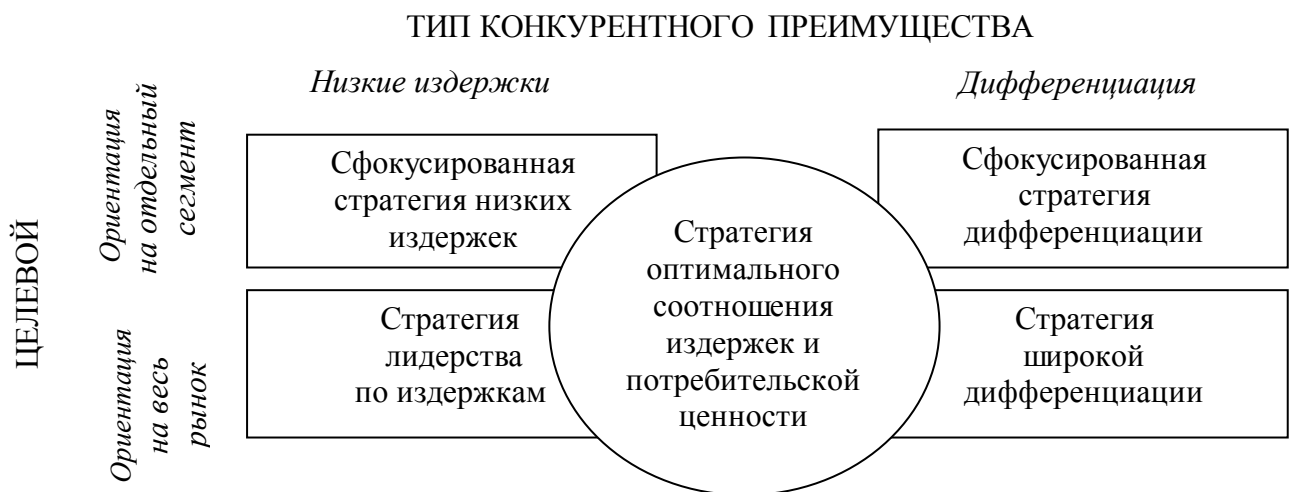 ТИП КОНКУРЕНТНОГО ПРЕИМУЩЕСТВА
Низкие издержки
Дифференциация
ЦЕЛЕВОЙ
Ориентация
на отдельный
сегмент
Сфокусированная
стратегия низких
издержек
Сфокусированная
стратегия
дифференциации
Стратегия
оптимального
соотношения
издержек и
потребительской
ценности
Ориентация
на весь
рынок
Стратегия
лидерства
по издержкам
Стратегия
широкой
дифференциации